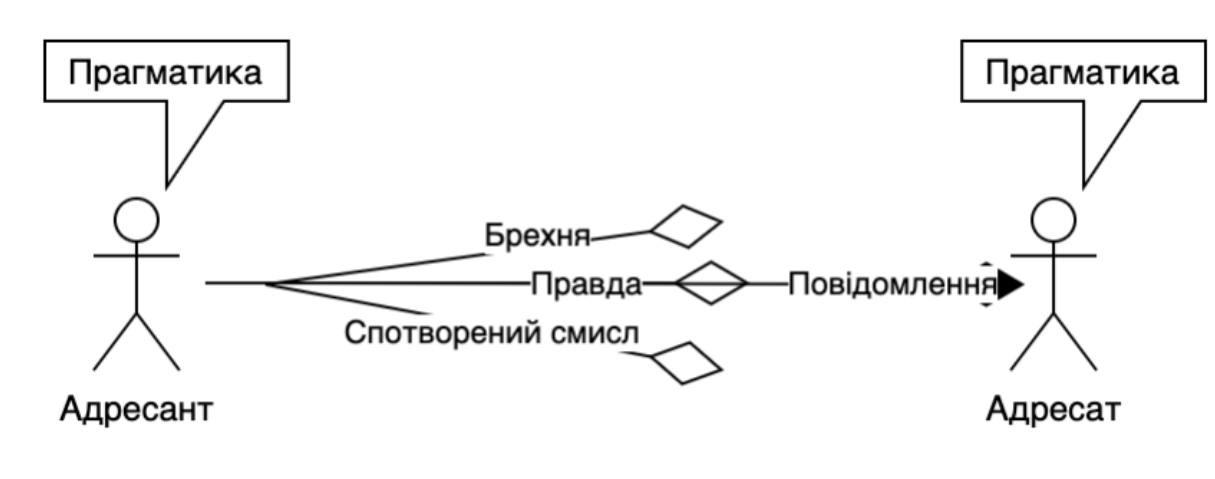 Прагматика
Прагматика
Брехня
Правда
Повідомлення
Спотворений смисл
Адресант
Адресат